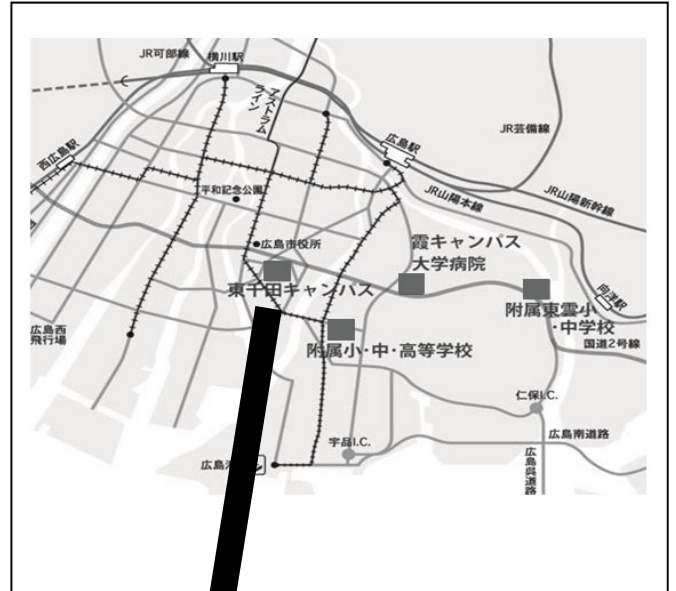 JR可部線
横川駅
アストラム
ライン
広島駅
JR芸備線
西広島駅
平和記念公園
JR山陽本線
JR山陽新幹線
広島市役所
霞キャンパス
大学病院
東千田キャンパス
向洋駅
附属東雲小
・中学校
広島西
飛行場
附属小・中・高等学校
国道2号線
仁保I.C.
宇品I.C.
広島南道路
広島
広島呉道路